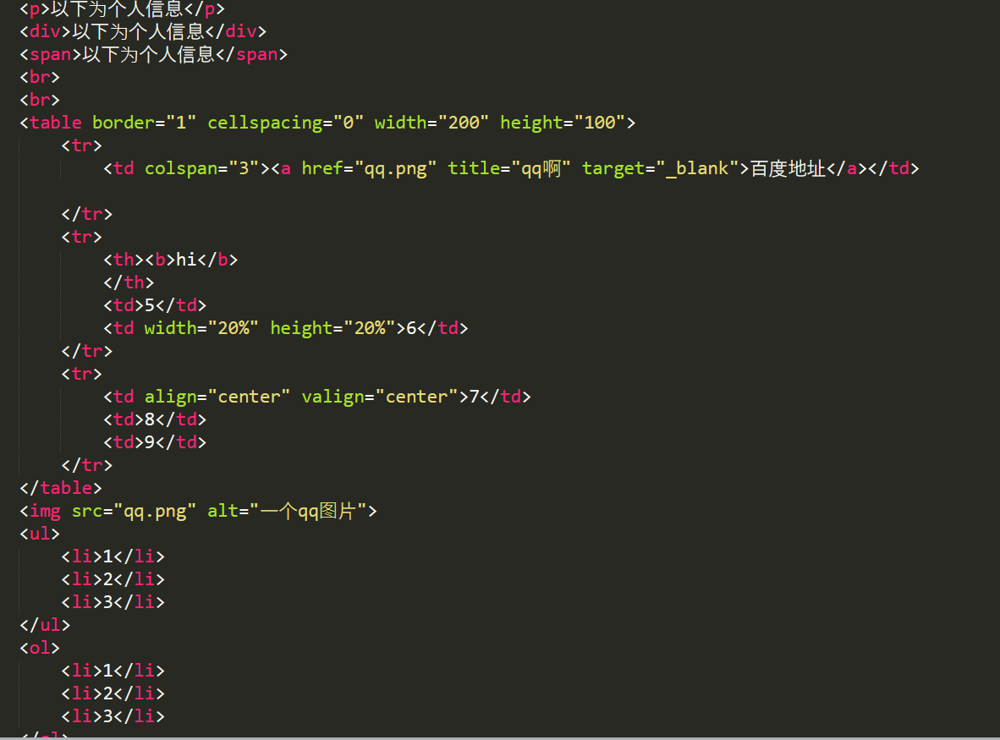 <p>以下为个人信息</p>
<div>以下为个人信息</div>
<span>以下为个人信息</span>
<br>
<br>
<table border="1" cellspacing="0" width="200" height="100">
<tr>
<td colspan="3"><a href="qq.png" title="qq啊" target="_blank">百度地址</a></td>
</tr>
<tr>
<th><b>hi</b>
</th>
<td>5</td>
<td width="20%" height="20%">6</td>
</tr>
<tr>
<td align="center" valign="center">7</td>
<td>8</td>
<td>9</td>
</tr>
</table>
<img src="qq.png" alt="一个qq图片">
<ul>
<li>1</li>
<li>2</li>
<li>3</li>
</ul>
<ol>
<li>1</li>
<li>2</li>
<li>3</li>
</ol>